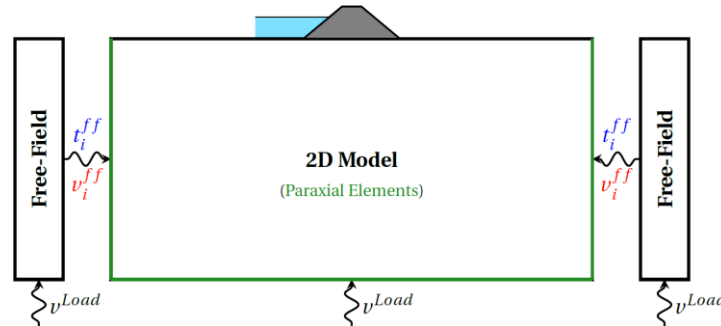 Free-Field
t_i^{ff}
v_i^{ff}
2D Model
(Paraxial Elements)
t_i^{ff}
v_i^{ff}
Free-Field
v^{Load}
v^{Load}
v^{Load}